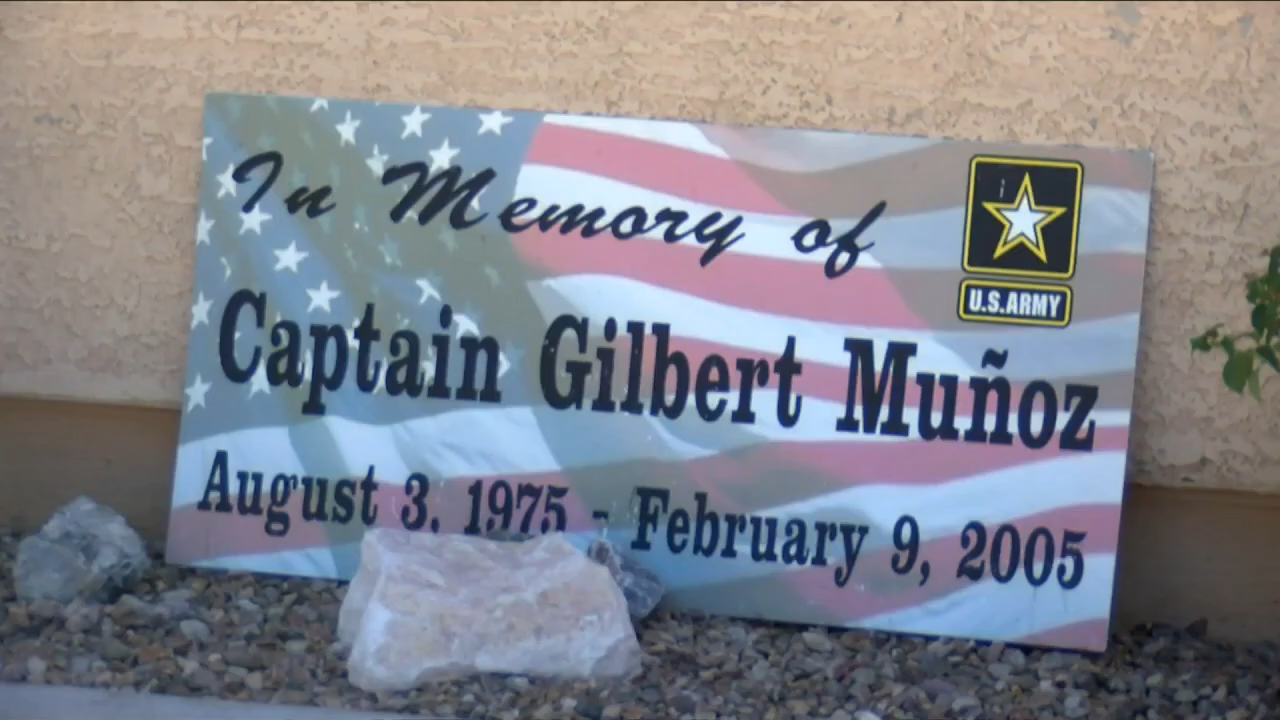 In Memory of
U.S.ARMY
Captain Gilbert Muñoz
August 3, 1975 - February 9, 2005